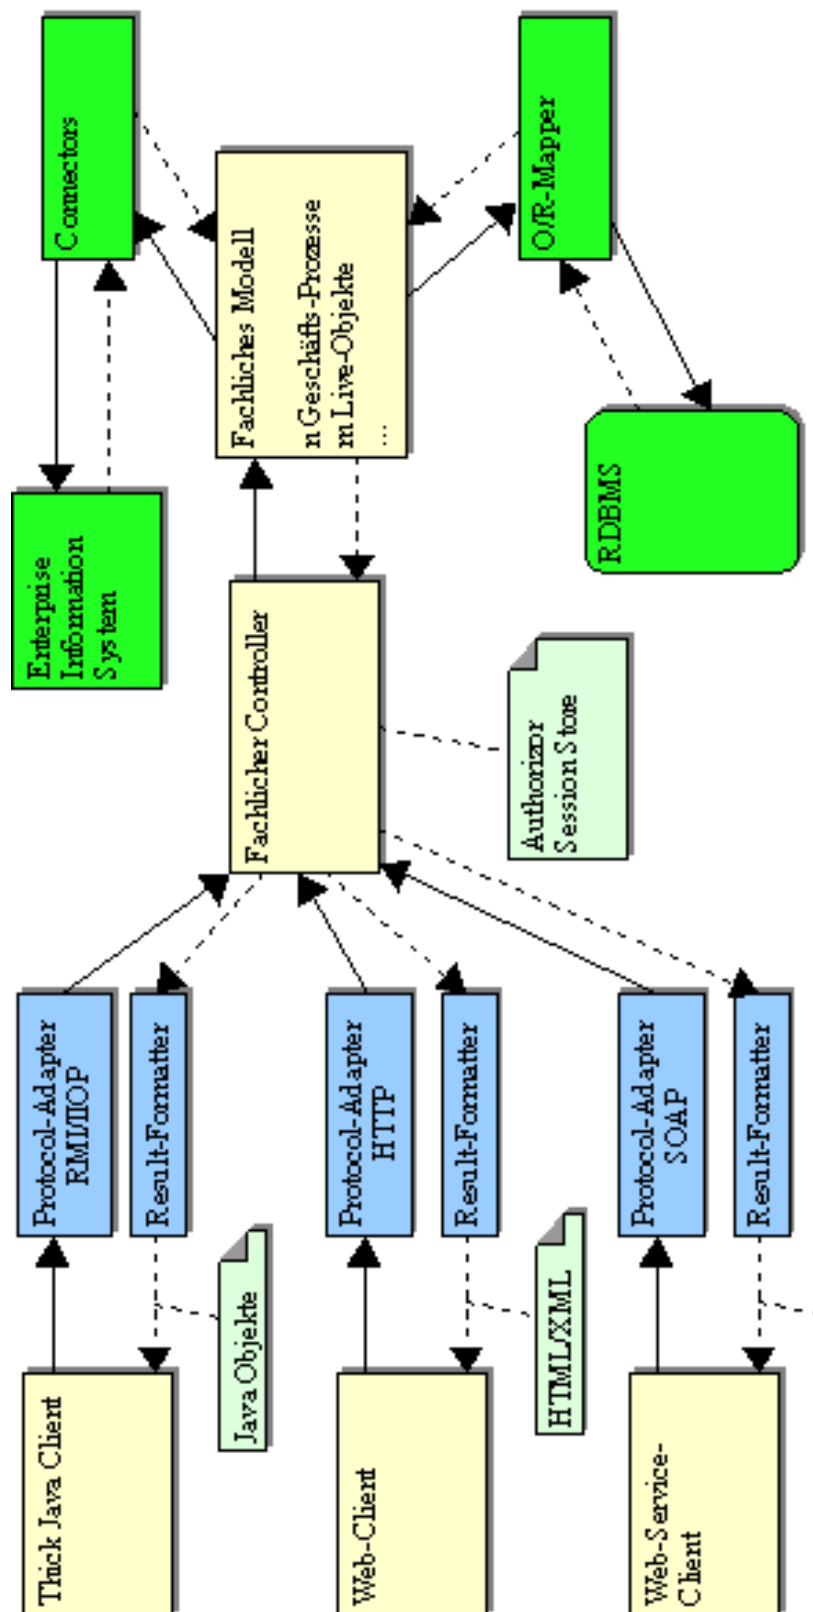 Connectors
Enterprise
Information
System
Fachliches Modell
n Geschäfts-Prozesse
m Live-Objekte
...
O/R-Mapper
RDBMS
Fachlicher Controller
Authorizor
Session Store
Protocol-Adapter
RMI/IIOP
Result-Formatter
Protocol-Adapter
HTTP
Result-Formatter
Protocol-Adapter
SOAP
Result-Formatter
Java Objekte
HTML/XML
Thick Java Client
Web-Client
Web-Service-
Client